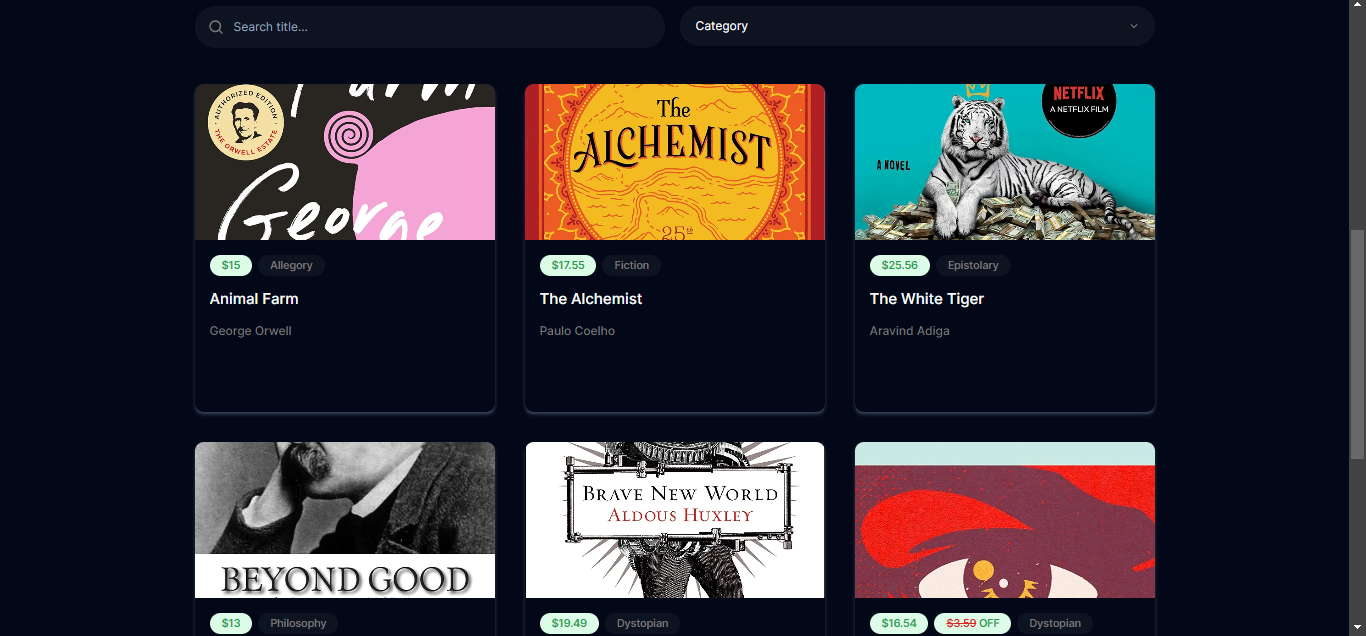 Search title...
Category
Farm
AUTHORIZED EDITION
THE ORWELL ESTATE
George
The
ALCHEMIST
25th
NETFLIX
A NETFLIX FILM
A NOVEL
$15 Allegory
$17.55 Fiction
$25.56 Epistolary
Animal Farm
The Alchemist
The White Tiger
George Orwell
Paulo Coelho
Aravind Adiga
BRAVE NEW WORLD
ALDOUS HUXLEY
BEYOND GOOD
$13 Philosophy
$19.49 Dystopian
$16.54 $3.59 OFF Dystopian